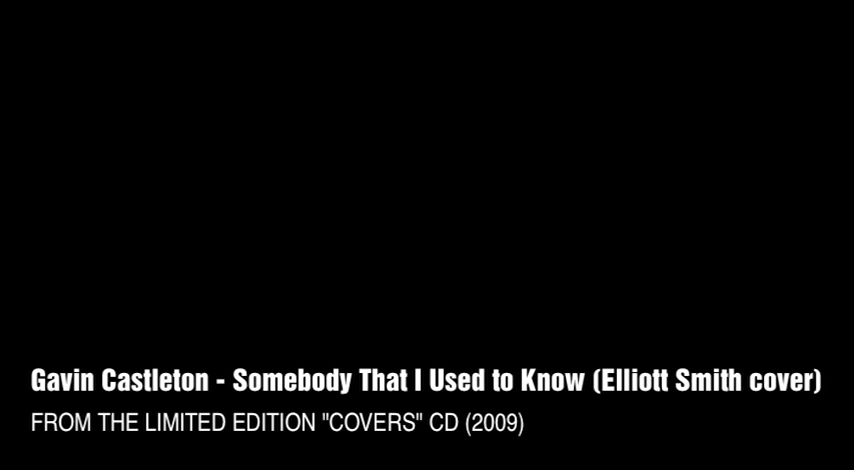 Gavin Castleton - Somebody That I Used to Know (Elliott Smith cover)
FROM THE LIMITED EDITION "COVERS" CD (2009)